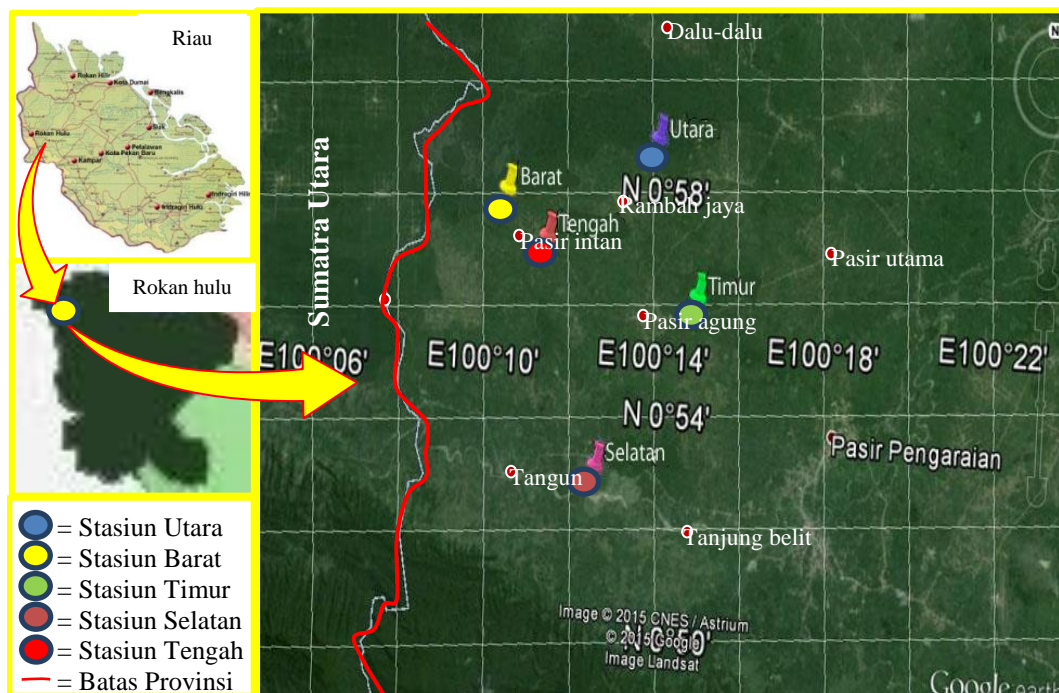 Riau
Rokan Hilir
Kota Dumai
Bengkalis
Siak
Rokan Hulu
Pelalawan
Kota Pekan Baru
Kampar
Indragiri Hilir
Indragiri Hulu
Rokan hulu
= Stasiun Utara
= Stasiun Barat
= Stasiun Timur
= Stasiun Selatan
= Stasiun Tengah
= Batas Provinsi
Sumatra Utara
Dalu-dalu
Utara
Barat
N 0°58'
Rambah jaya
Tengah
Pasir intan
Pasir utama
Timur
Pasir agung
E100°06'
E100°10'
E100°14'
E100°18'
E100°22'
N 0°54'
Pasir Pengaraian
Selatan
Tangun
Tanjung belit
Image © 2015 CNES / Astrium
© 2015 Google
N 0°50'
Image Landsat
Google earth
N